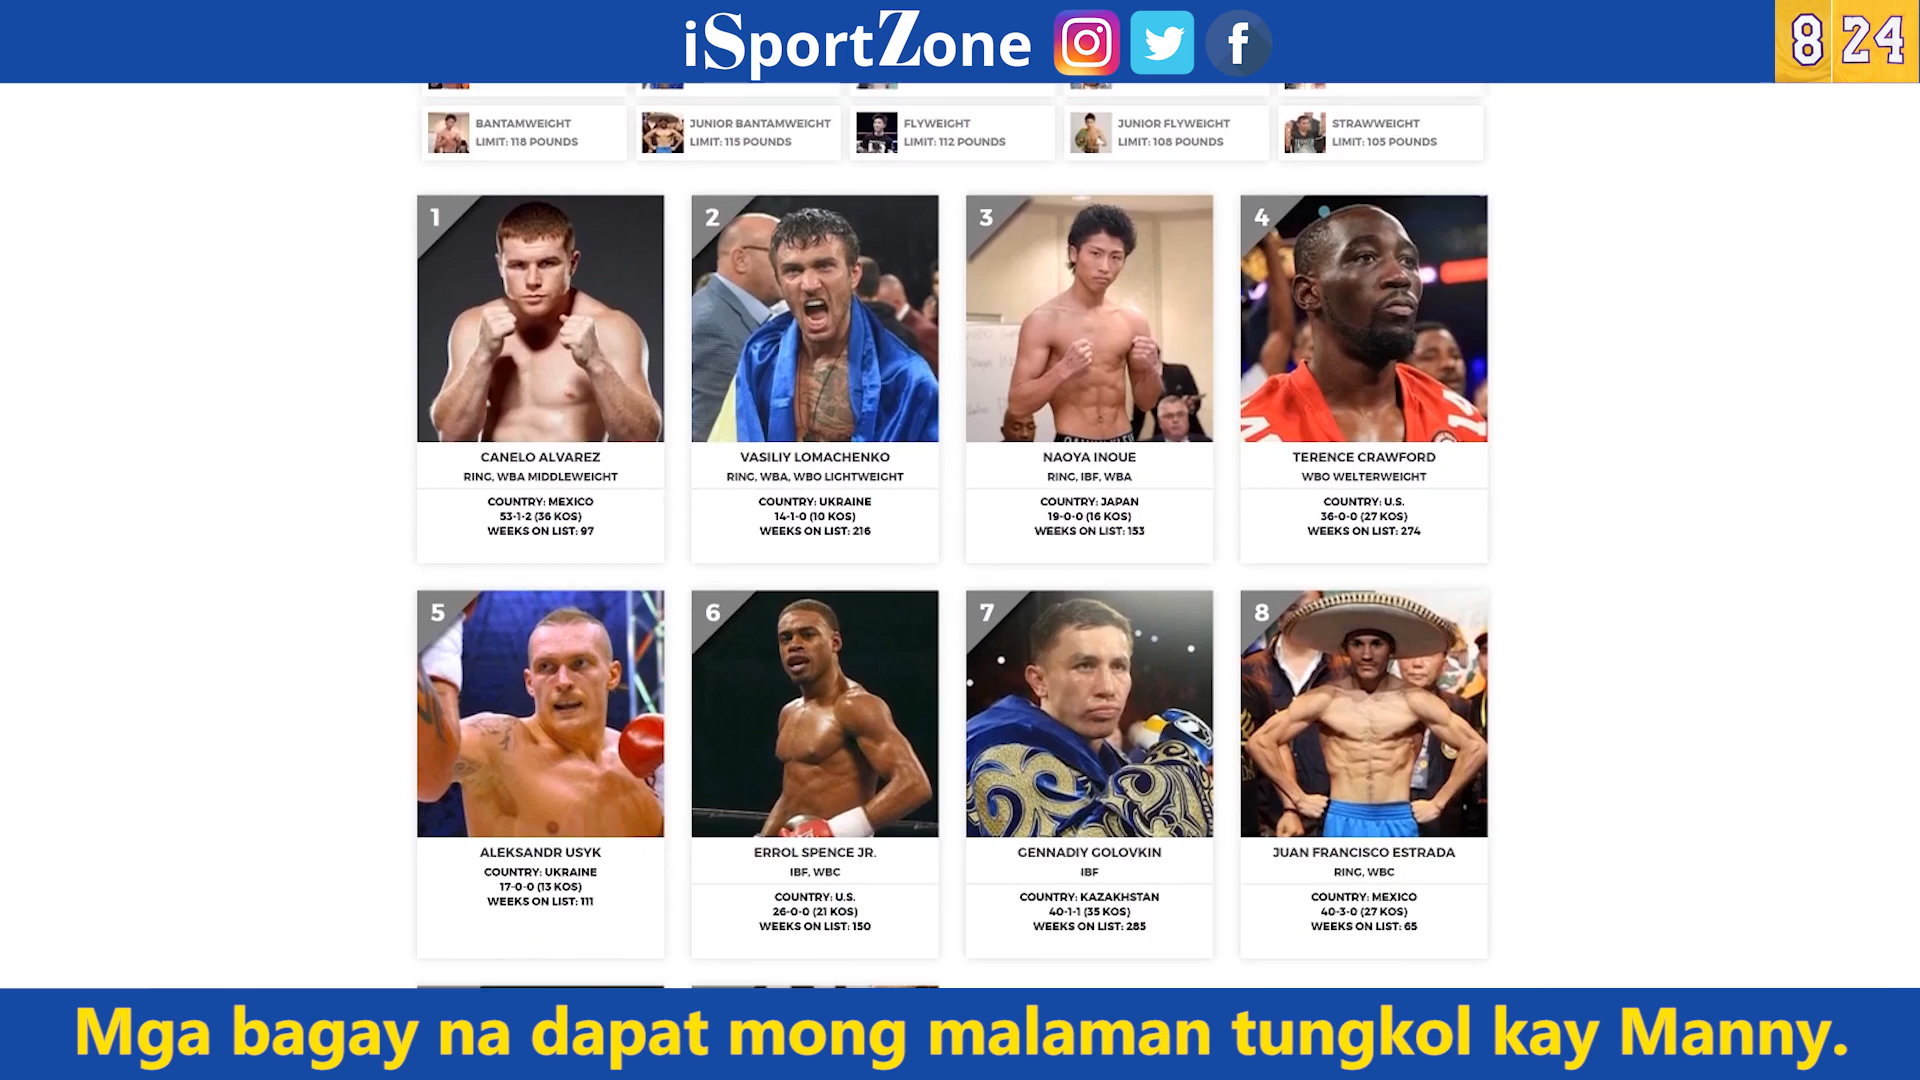 iSportZone
8 24
BANTAMWEIGHT
LIMIT: 118 POUNDS
JUNIOR BANTAMWEIGHT
LIMIT: 115 POUNDS
FLYWEIGHT
LIMIT: 112 POUNDS
JUNIOR FLYWEIGHT
LIMIT: 108 POUNDS
STRAWWEIGHT
LIMIT: 105 POUNDS
1
CANELO ALVAREZ
RING, WBA MIDDLEWEIGHT
COUNTRY: MEXICO
53-1-2 (36 KOS)
WEEKS ON LIST: 97
2
VASILIY LOMACHENKO
RING, WBA, WBO LIGHTWEIGHT
COUNTRY: UKRAINE
14-1-0 (10 KOS)
WEEKS ON LIST: 216
3
NAOYA INOUE
RING, IBF, WBA
COUNTRY: JAPAN
19-0-0 (16 KOS)
WEEKS ON LIST: 153
4
TERENCE CRAWFORD
WBO WELTERWEIGHT
COUNTRY: U.S.
36-0-0 (27 KOS)
WEEKS ON LIST: 274
5
ALEKSANDR USYK
COUNTRY: UKRAINE
17-0-0 (13 KOS)
WEEKS ON LIST: 111
6
ERROL SPENCE JR.
IBF, WBC
COUNTRY: U.S.
26-0-0 (21 KOS)
WEEKS ON LIST: 150
7
GENNADIY GOLOVKIN
IBF
COUNTRY: KAZAKHSTAN
40-1-1 (35 KOS)
WEEKS ON LIST: 285
8
JUAN FRANCISCO ESTRADA
RING, WBC
COUNTRY: MEXICO
40-3-0 (27 KOS)
WEEKS ON LIST: 65
Mga bagay na dapat mong malaman tungkol kay Manny.